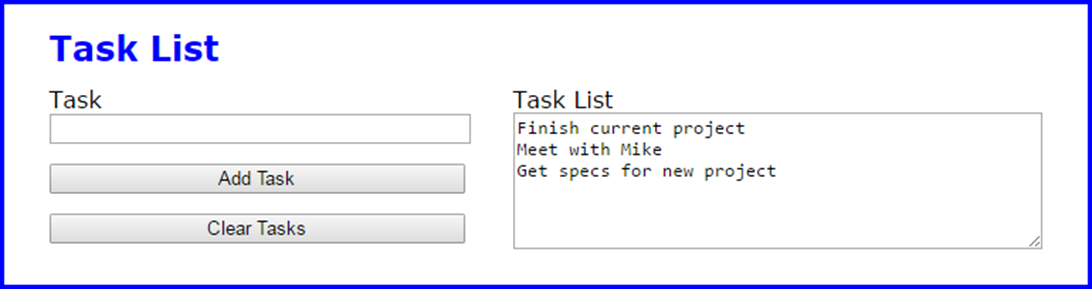 Task List
Task
Add Task
Clear Tasks
Task List
Finish current project
Meet with Mike
Get specs for new project